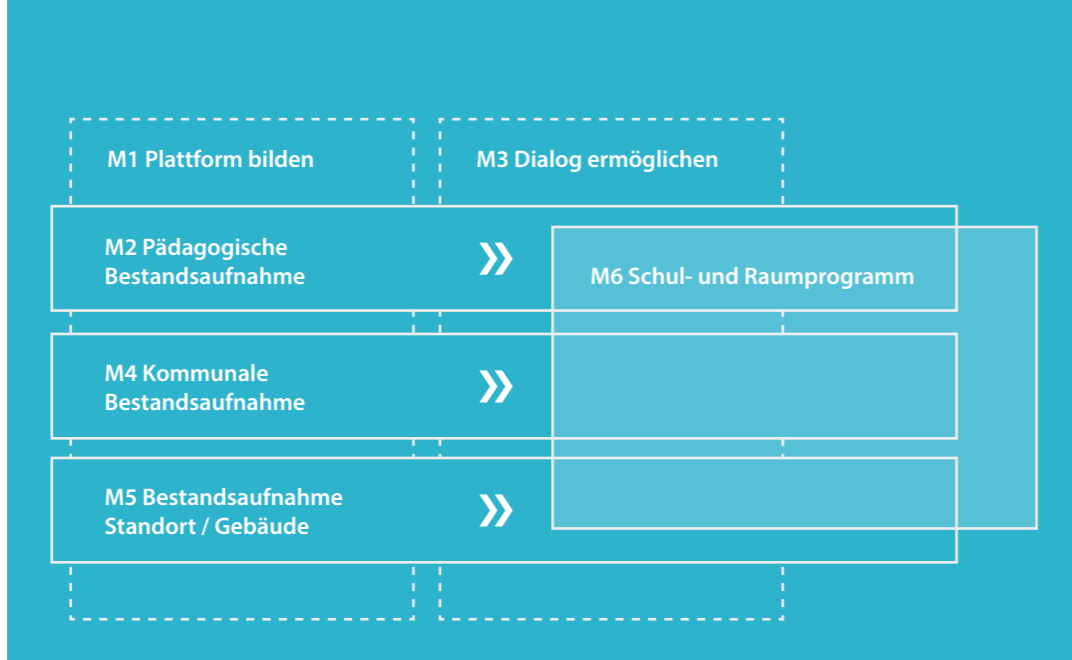 M1 Plattform bilden
M3 Dialog ermöglichen
M2 Pädagogische
Bestandsaufnahme
M6 Schul- und Raumprogramm
M4 Kommunale
Bestandsaufnahme
M5 Bestandsaufnahme
Standort / Gebäude